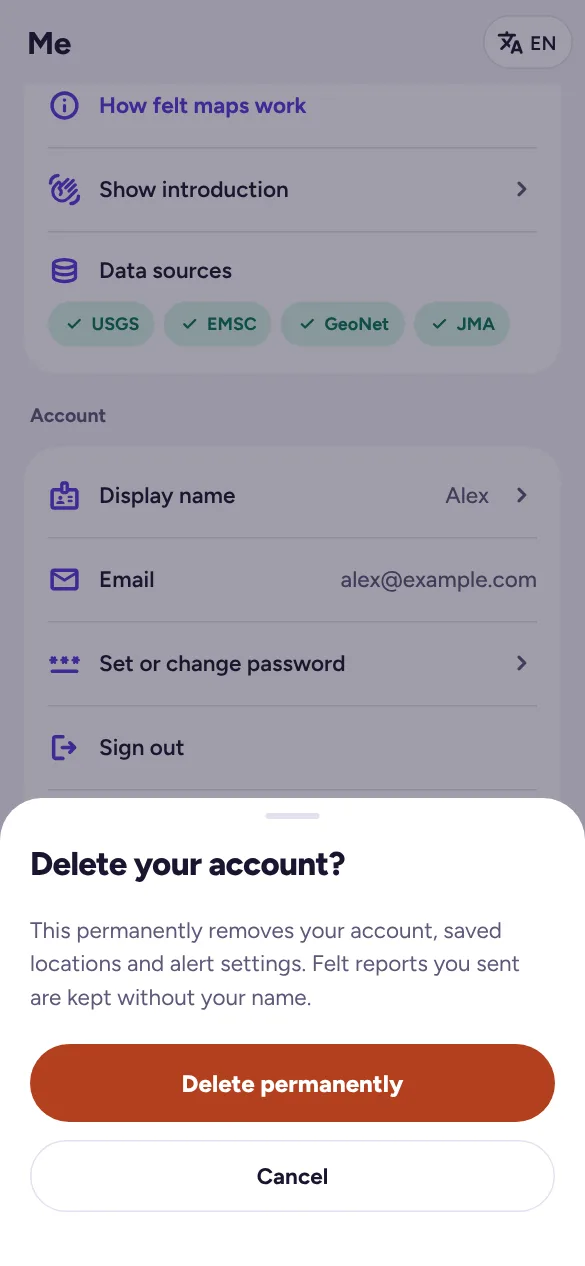 Me
EN
How felt maps work
Show introduction
Data sources
USGS
EMSC
GeoNet
JMA
Account
Display name
Alex
Email
alex@example.com
Set or change password
Sign out
Delete your account?
This permanently removes your account, saved
locations and alert settings. Felt reports you sent
are kept without your name.
Delete permanently
Cancel